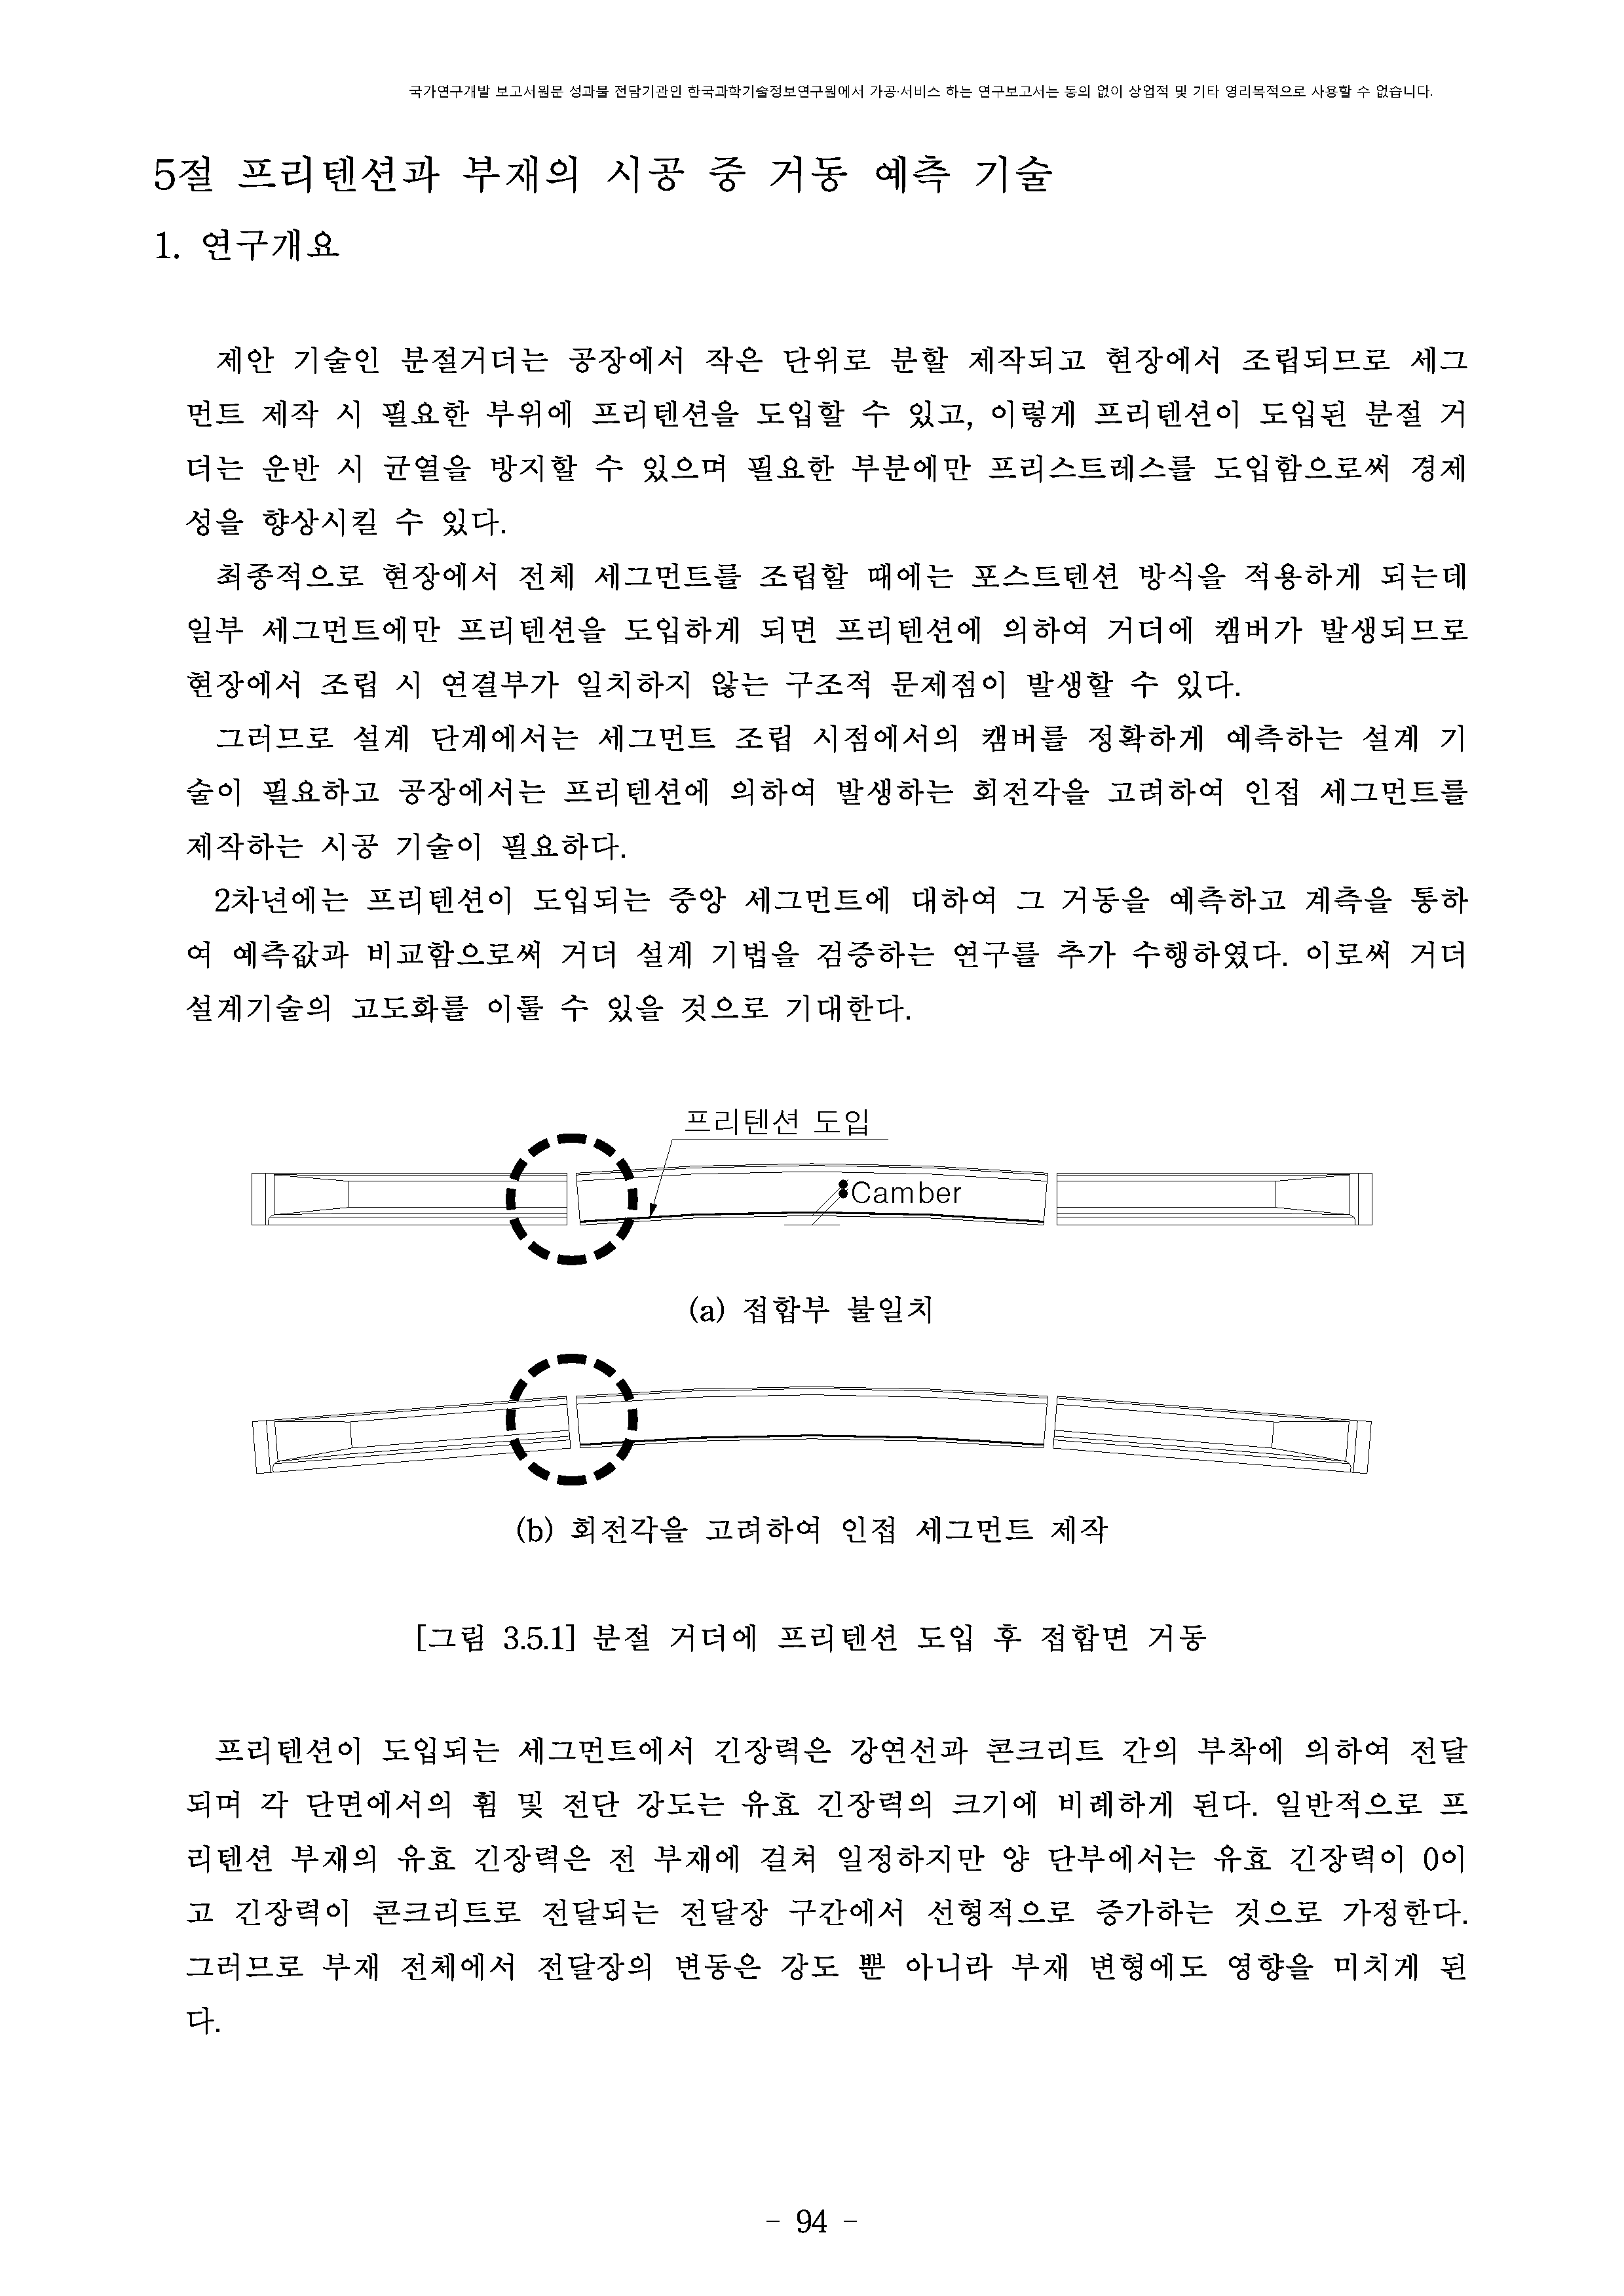 국가연구개발 보고서원문 성과물 전담기관인 한국과학기술정보연구원에서 가공·서비스 하는 연구보고서는 동의 없이 상업적 및 기타 영리목적으로 사용할 수 없습니다.
5절 프리텐션과 부재의 시공 중 거동 예측 기술
1. 연구개요
제안 기술인 분절거더는 공장에서 작은 단위로 분할 제작되고 현장에서 조립되므로 세그
먼트 제작 시 필요한 부위에 프리텐션을 도입할 수 있고, 이렇게 프리텐션이 도입된 분절 거
더는 운반 시 균열을 방지할 수 있으며 필요한 부분에만 프리스트레스를 도입함으로써 경제
성을 향상시킬 수 있다.
최종적으로 현장에서 전체 세그먼트를 조립할 때에는 포스트텐션 방식을 적용하게 되는데
일부 세그먼트에만 프리텐션을 도입하게 되면 프리텐션에 의하여 거더에 캠버가 발생되므로
현장에서 조립 시 연결부가 일치하지 않는 구조적 문제점이 발생할 수 있다.
그러므로 설계 단계에서는 세그먼트 조립 시점에서의 캠버를 정확하게 예측하는 설계 기
술이 필요하고 공장에서는 프리텐션에 의하여 발생하는 회전각을 고려하여 인접 세그먼트를
제작하는 시공 기술이 필요하다.
2차년에는 프리텐션이 도입되는 중앙 세그먼트에 대하여 그 거동을 예측하고 계측을 통하
여 예측값과 비교함으로써 거더 설계 기법을 검증하는 연구를 추가 수행하였다. 이로써 거더
설계기술의 고도화를 이룰 수 있을 것으로 기대한다.
프리텐션 도입
Camber
(a) 접합부 불일치
(b) 회전각을 고려하여 인접 세그먼트 제작
[그림 3.5.1] 분절 거더에 프리텐션 도입 후 접합면 거동
프리텐션이 도입되는 세그먼트에서 긴장력은 강연선과 콘크리트 간의 부착에 의하여 전달
되며 각 단면에서의 휨 및 전단 강도는 유효 긴장력의 크기에 비례하게 된다. 일반적으로 프
리텐션 부재의 유효 긴장력은 전 부재에 걸쳐 일정하지만 양 단부에서는 유효 긴장력이 0이
고 긴장력이 콘크리트로 전달되는 전달장 구간에서 선형적으로 증가하는 것으로 가정한다.
그러므로 부재 전체에서 전달장의 변동은 강도 뿐 아니라 부재 변형에도 영향을 미치게 된
다.
- 94 -